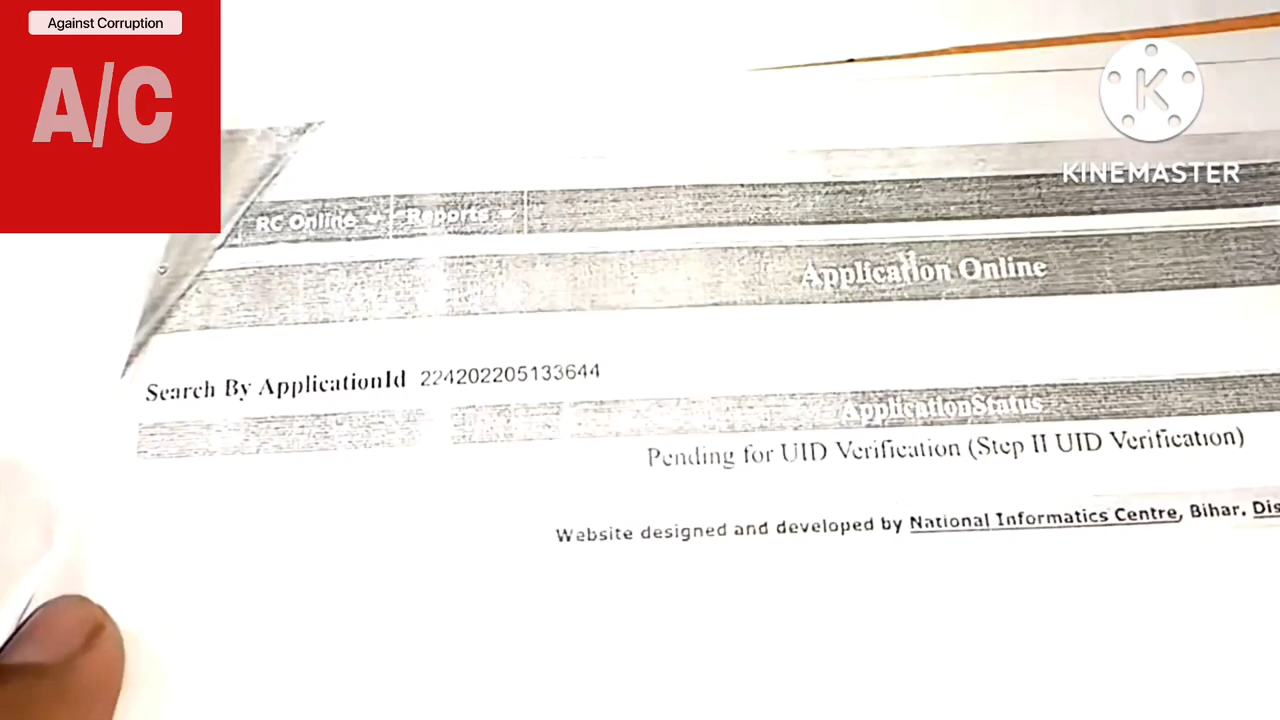 Against Corruption
A/C
K
KINEMASTER
RC Online Reports
Application Online
Search By ApplicationId 224202205133644
ApplicationStatus
Pending for UID Verification (Step II UID Verification)
Website designed and developed by National Informatics Centre, Bihar. Dis